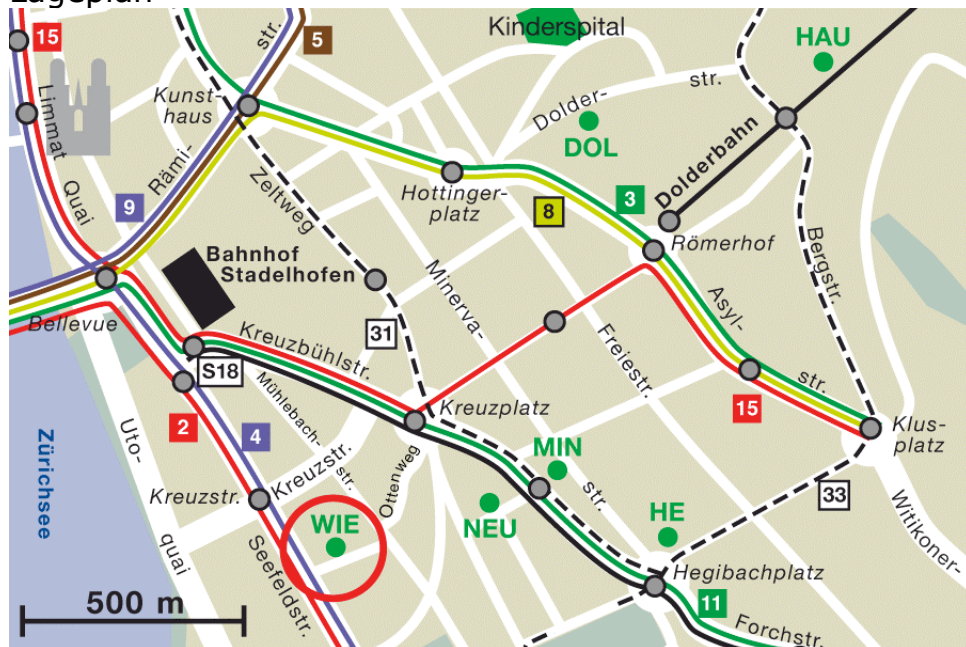 Lageplan
15
str.
5
Kinderspital
HAU
Kunst-
haus
Limmat
Quai
Dolder-
str.
DOL
Dolderbahn
Rämi-
9
Zeltweg
Hottinger-
platz
8
3
Römerhof
Bergstr.
Bahnhof
Stadelhofen
Bellevue
Minerva-
str.
31
Kreuzbühlstr.
Freiestr.
Asyl-
str.
S18
Mühlebach-
str.
2
4
Kreuzplatz
15
Klus-
platz
Zürichsee
Uto-
quai
Kreuzstr.
Kreuzstr.
Ottenweg
MIN
NEU
HE
33
Witikoner-
WIE
Seefeldstr.
Hegibachplatz
11
Forchstr.
500 m